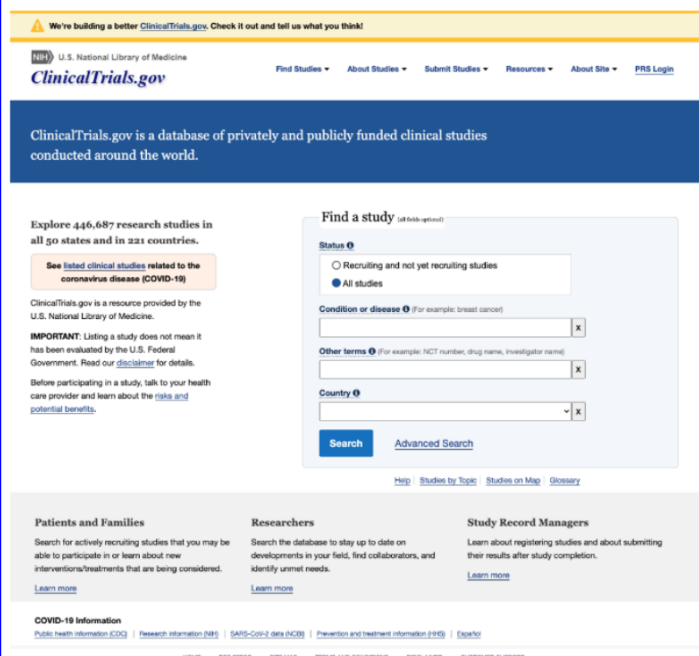 We're building a better ClinicalTrials.gov. Check it out and tell us what you think!
NIH U.S. National Library of Medicine
ClinicalTrials.gov
Find Studies
About Studies
Submit Studies
Resources
About Site
PRS Login
ClinicalTrials.gov is a database of privately and publicly funded clinical studies
conducted around the world.
Explore 446,687 research studies in
all 50 states and in 221 countries.
See listed clinical studies related to the
coronavirus disease (COVID-19)
ClinicalTrials.gov is a resource provided by the
U.S. National Library of Medicine.
IMPORTANT: Listing a study does not mean it
has been evaluated by the U.S. Federal
Government. Read our disclaimer for details.
Before participating in a study, talk to your health
care provider and learn about the risks and
potential benefits.
Find a study (all fields optional)
Status
Recruiting and not yet recruiting studies
All studies
Condition or disease (For example: breast cancer)
x
Other terms (For example: NCT number, drug name, investigator name)
x
Country
x
Search Advanced Search
Help | Studies by Topic | Studies on Map | Glossary
Patients and Families
Search for actively recruiting studies that you may be
able to participate in or learn about new
interventions/treatments that are being considered.
Learn more
Researchers
Search the database to stay up to date on
developments in your field, find collaborators, and
identify unmet needs.
Learn more
Study Record Managers
Learn about registering studies and about submitting
their results after study completion.
Learn more
COVID-19 Information
Public health information (CDC) | Research information (NIH) | SARS-CoV-2 data (NCBI) | Prevention and treatment information (HHS) | Español